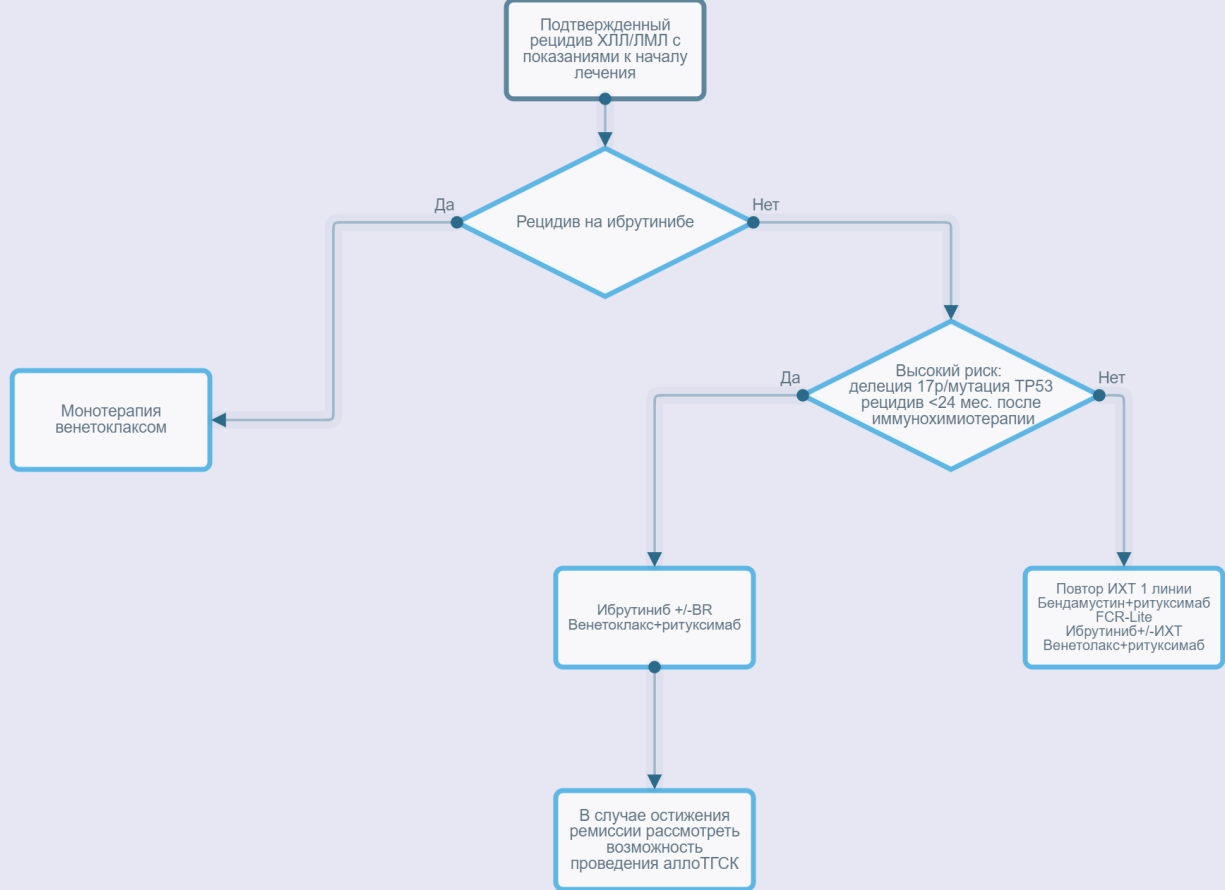 Подтвержденный
рецидив ХЛЛ/ЛМЛ с
показаниями к началу
лечения
Да
Рецидив на ибрутинибе
Нет
Монотерапия
венетоклаксом
Да
Высокий риск:
делеция 17p/мутация TP53
рецидив <24 мес. после
иммунохимиотерапии
Нет
Ибрутиниб +/-BR
Венетоклакс+ритуксимаб
Повтор ИХТ 1 линии
Бендамустин+ритуксимаб
FCR-Lite
Ибрутиниб+/-ИХТ
Венетолакс+ритуксимаб
В случае остижения
ремиссии рассмотреть
возможность
проведения аллоТГСК